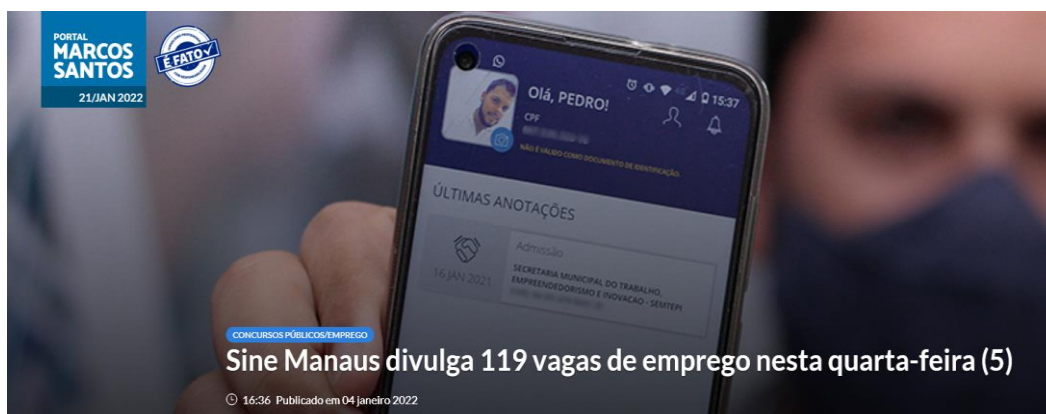 PORTAL
MARCOS
SANTOS
É FATO
21/JAN 2022
15:37
Olá, PEDRO!
CPF
NÃO É VÁLIDO COMO DOCUMENTO DE IDENTIFICAÇÃO.
ÚLTIMAS ANOTAÇÕES
Admissão
16 JAN 2021
SECRETARIA MUNICIPAL DO TRABALHO,
EMPREENDEDORISMO E INOVACAO - SEMTEPI
CONCURSOS PÚBLICOS/EMPREGO
Sine Manaus divulga 119 vagas de emprego nesta quarta-feira (5)
16:36 Publicado em 04 janeiro 2022